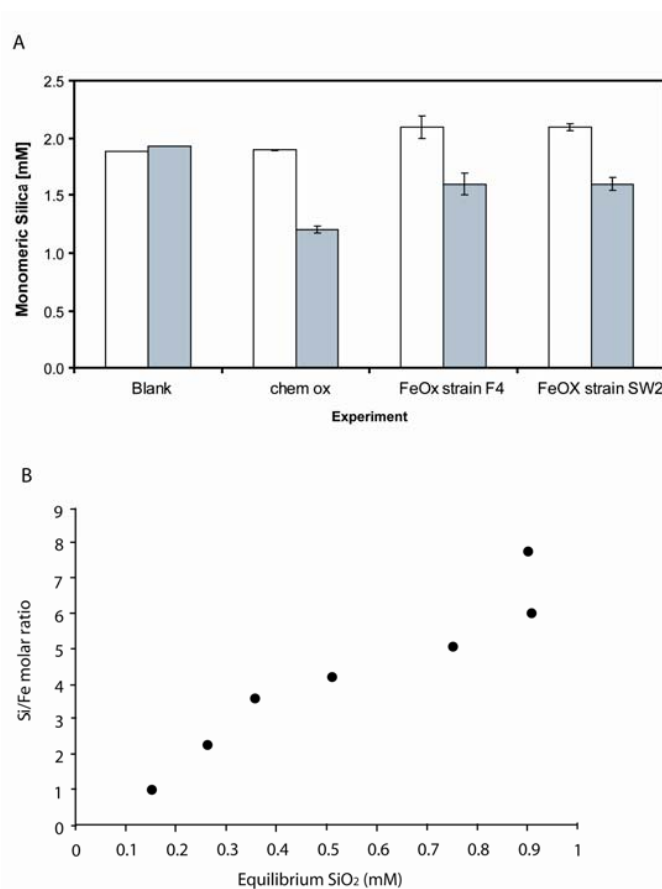 A
2.5
2.0
1.5
1.0
0.5
0.0
Monomeric Silica [mM]
Blank chem ox FeOx strain F4 FeOX strain SW2
Experiment
B
9
8
7
6
5
4
3
2
1
0
Si/Fe molar ratio
0 0.1 0.2 0.3 0.4 0.5 0.6 0.7 0.8 0.9 1
Equilibrium SiO₂ (mM)